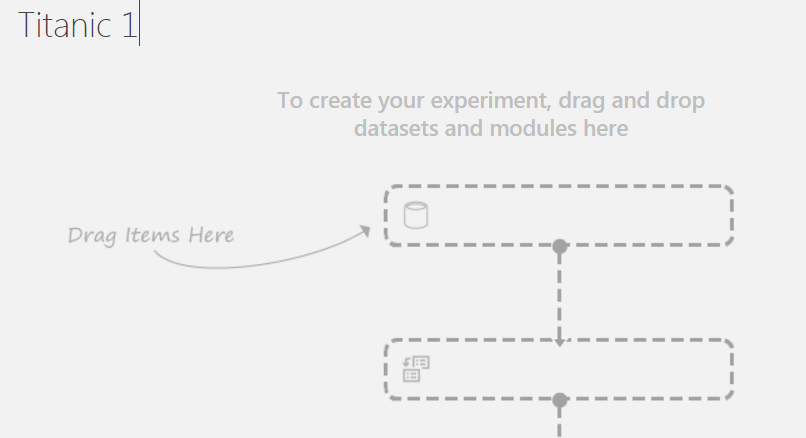 Titanic 1
To create your experiment, drag and drop
datasets and modules here
Drag Items Here